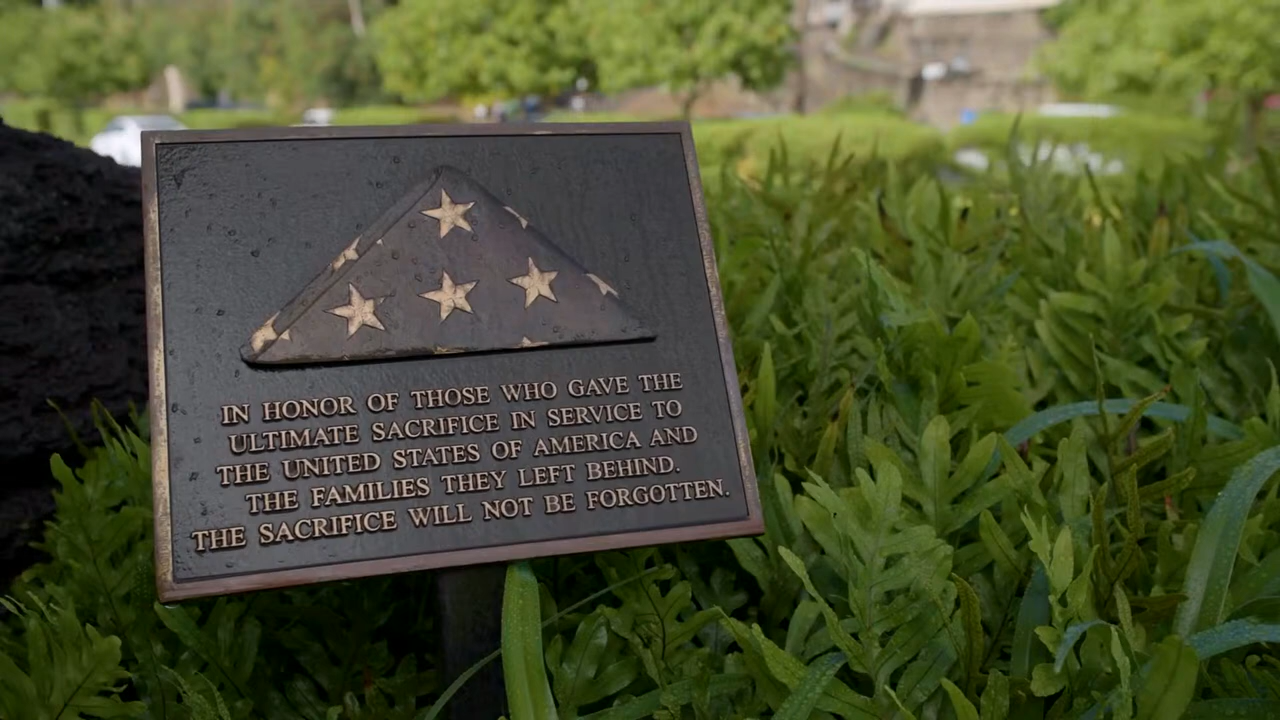 IN HONOR OF THOSE WHO GAVE THE
ULTIMATE SACRIFICE IN SERVICE TO
THE UNITED STATES OF AMERICA AND
THE FAMILIES THEY LEFT BEHIND.
THE SACRIFICE WILL NOT BE FORGOTTEN.